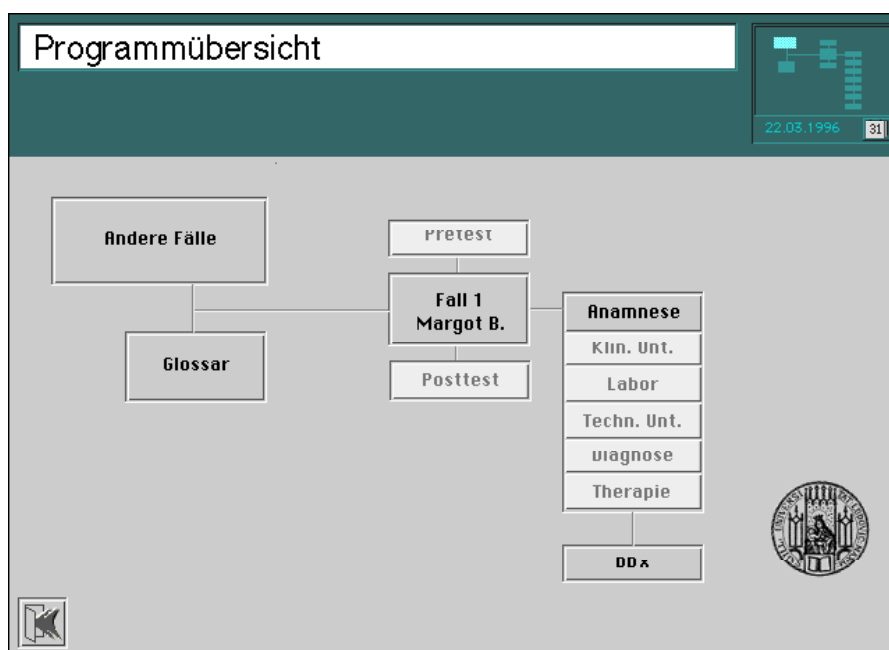 Programmübersicht
22.03.1996
31
Andere Fälle
Pretest
Fall 1
Margot B.
Anamnese
Glossar
Klin. Unt.
Posttest
Labor
Techn. Unt.
Diagnose
Therapie